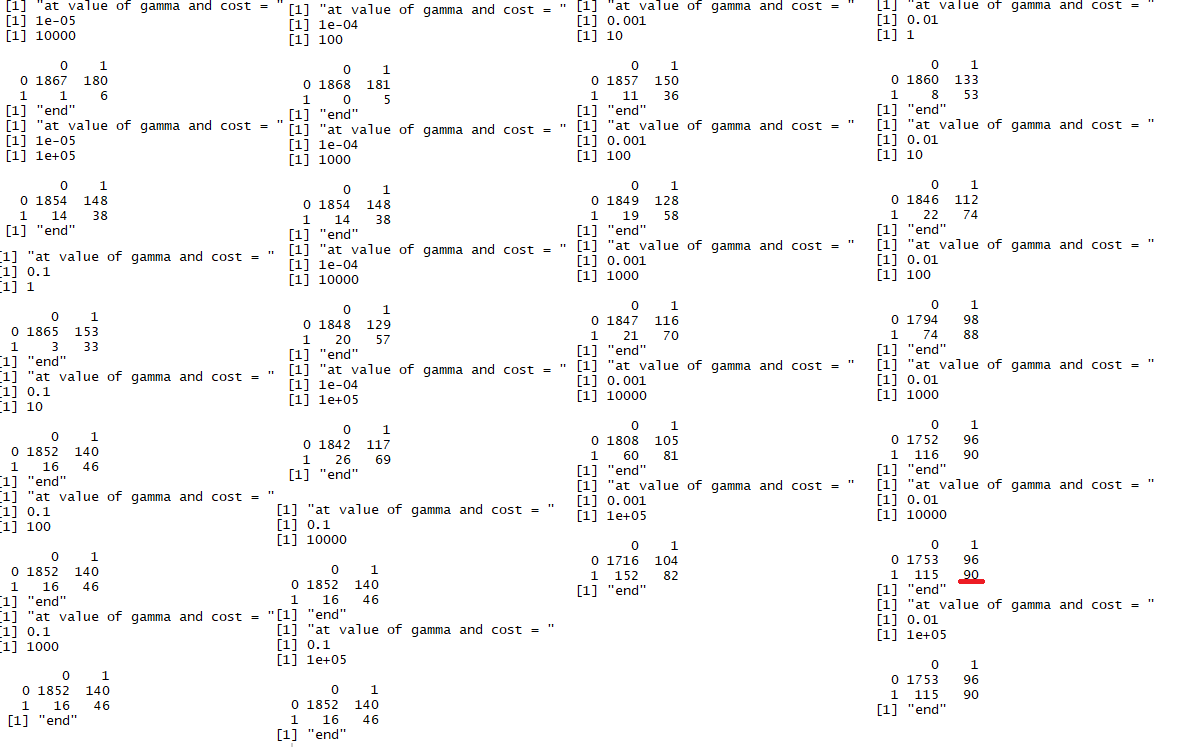 [1] "at value of gamma and cost = "
[1] 1e-05
[1] 10000
0 1
0 1867 180
1 1 6
[1] "end"
[1] "at value of gamma and cost = "
[1] 1e-05
[1] 1e+05
0 1
0 1854 148
1 14 38
[1] "end"
[1] "at value of gamma and cost = "
[1] 0.1
[1] 1
0 1
0 1865 153
1 3 33
[1] "end"
[1] "at value of gamma and cost = "
[1] 0.1
[1] 10
0 1
0 1852 140
1 16 46
[1] "end"
[1] "at value of gamma and cost = "
[1] 0.1
[1] 100
0 1
0 1852 140
1 16 46
[1] "end"
[1] "at value of gamma and cost = "
[1] 0.1
[1] 1000
0 1
0 1852 140
1 16 46
[1] "end"
[1] "at value of gamma and cost = "
[1] 1e-04
[1] 100
0 1
0 1868 181
1 0 5
[1] "end"
[1] "at value of gamma and cost = "
[1] 1e-04
[1] 1000
0 1
0 1854 148
1 14 38
[1] "end"
[1] "at value of gamma and cost = "
[1] 1e-04
[1] 10000
0 1
0 1848 129
1 20 57
[1] "end"
[1] "at value of gamma and cost = "
[1] 1e-04
[1] 1e+05
0 1
0 1842 117
1 26 69
[1] "end"
[1] "at value of gamma and cost = "
[1] 0.1
[1] 10000
0 1
0 1852 140
1 16 46
[1] "end"
[1] "at value of gamma and cost = "
[1] 0.1
[1] 1e+05
0 1
0 1852 140
1 16 46
[1] "end"
[1] "at value of gamma and cost = "
[1] 0.001
[1] 10
0 1
0 1857 150
1 11 36
[1] "end"
[1] "at value of gamma and cost = "
[1] 0.001
[1] 100
0 1
0 1849 128
1 19 58
[1] "end"
[1] "at value of gamma and cost = "
[1] 0.001
[1] 1000
0 1
0 1847 116
1 21 70
[1] "end"
[1] "at value of gamma and cost = "
[1] 0.001
[1] 10000
0 1
0 1808 105
1 60 81
[1] "end"
[1] "at value of gamma and cost = "
[1] 0.001
[1] 1e+05
0 1
0 1716 104
1 152 82
[1] "end"
[1] "at value of gamma and cost = "
[1] 0.01
[1] 1
0 1
0 1860 133
1 8 53
[1] "end"
[1] "at value of gamma and cost = "
[1] 0.01
[1] 10
0 1
0 1846 112
1 22 74
[1] "end"
[1] "at value of gamma and cost = "
[1] 0.01
[1] 100
0 1
0 1794 98
1 74 88
[1] "end"
[1] "at value of gamma and cost = "
[1] 0.01
[1] 1000
0 1
0 1752 96
1 116 90
[1] "end"
[1] "at value of gamma and cost = "
[1] 0.01
[1] 10000
0 1
0 1753 96
1 115 90
[1] "end"
[1] "at value of gamma and cost = "
[1] 0.01
[1] 1e+05
0 1
0 1753 96
1 115 90
[1] "end"